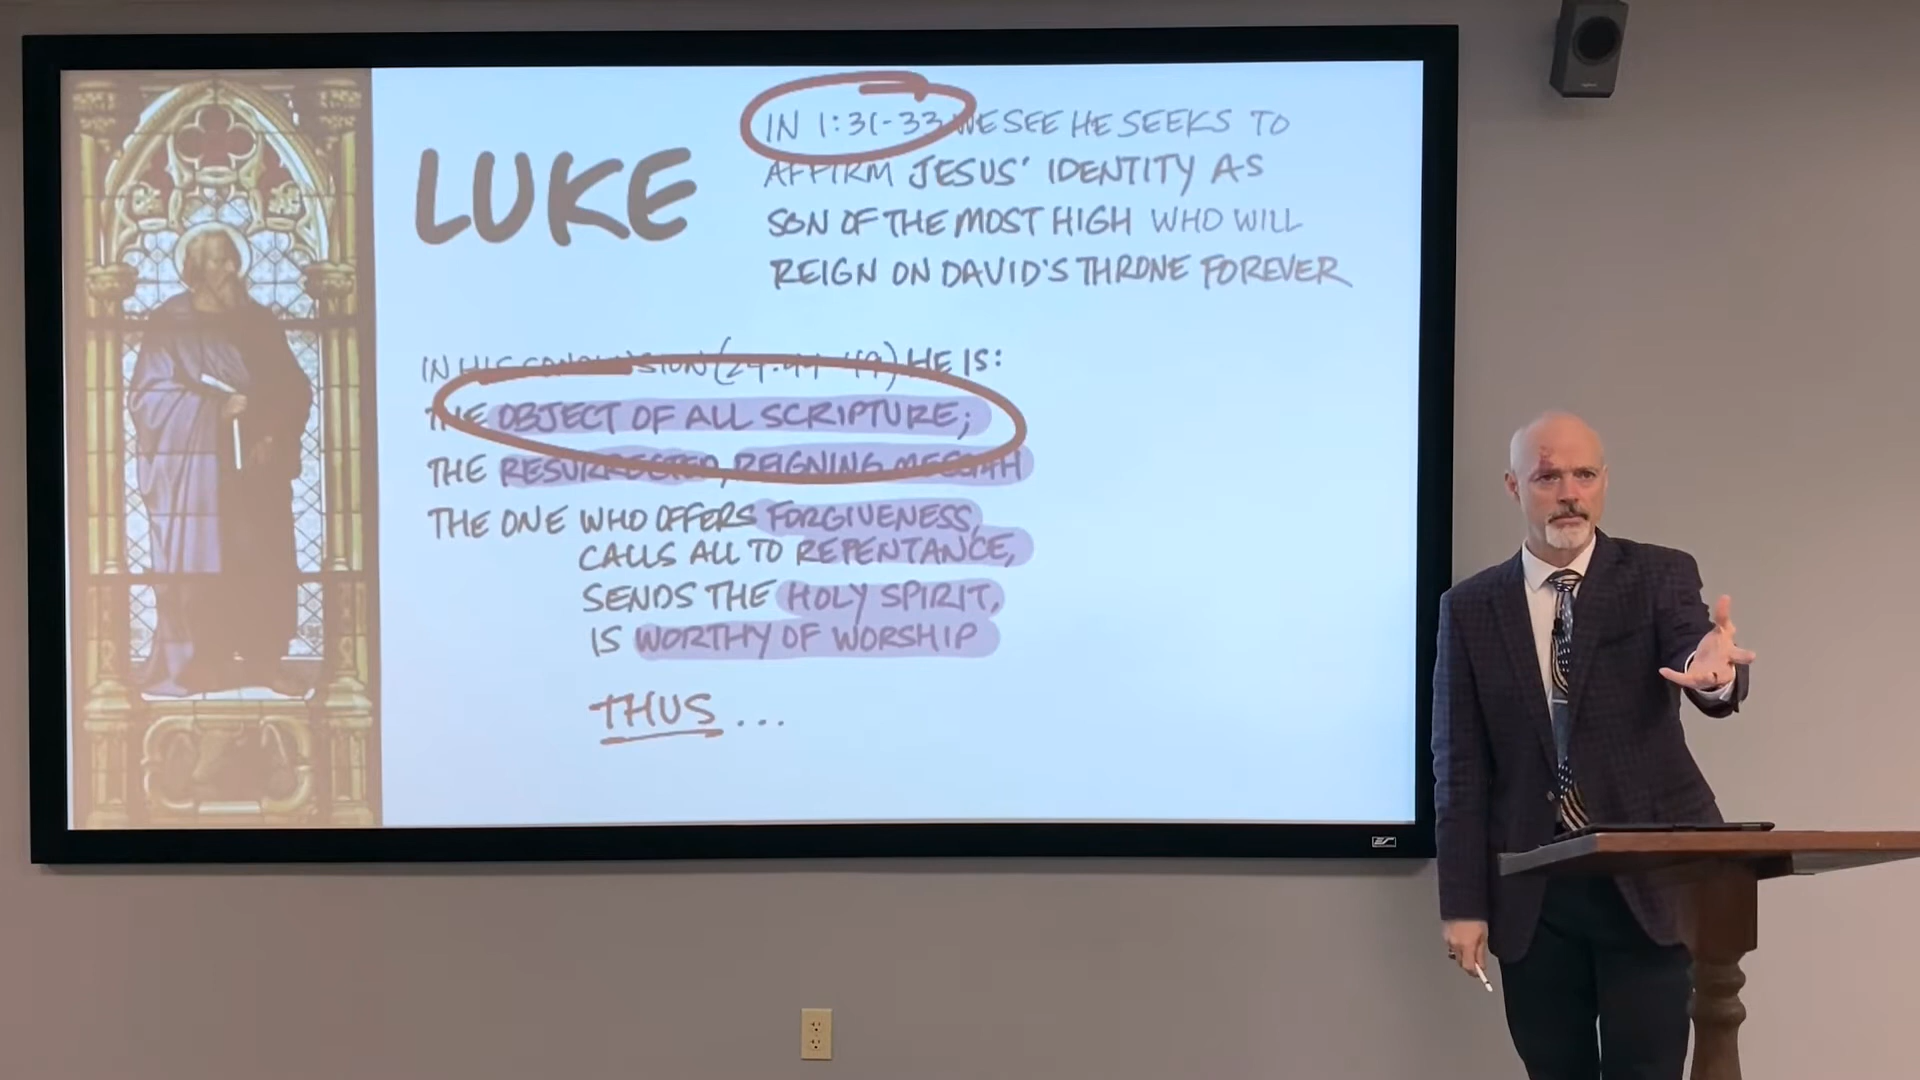 LUKE
IN 1:31-33 WE SEE HE SEEKS TO
AFFIRM JESUS' IDENTITY AS
SON OF THE MOST HIGH WHO WILL
REIGN ON DAVID'S THRONE FOREVER
IN HIS CONCLUSION (24:44-49) HE IS:
THE OBJECT OF ALL SCRIPTURE;
THE RESURRECTED, REIGNING MESSIAH
THE ONE WHO OFFERS FORGIVENESS,
CALLS ALL TO REPENTANCE,
SENDS THE HOLY SPIRIT,
IS WORTHY OF WORSHIP
THUS...